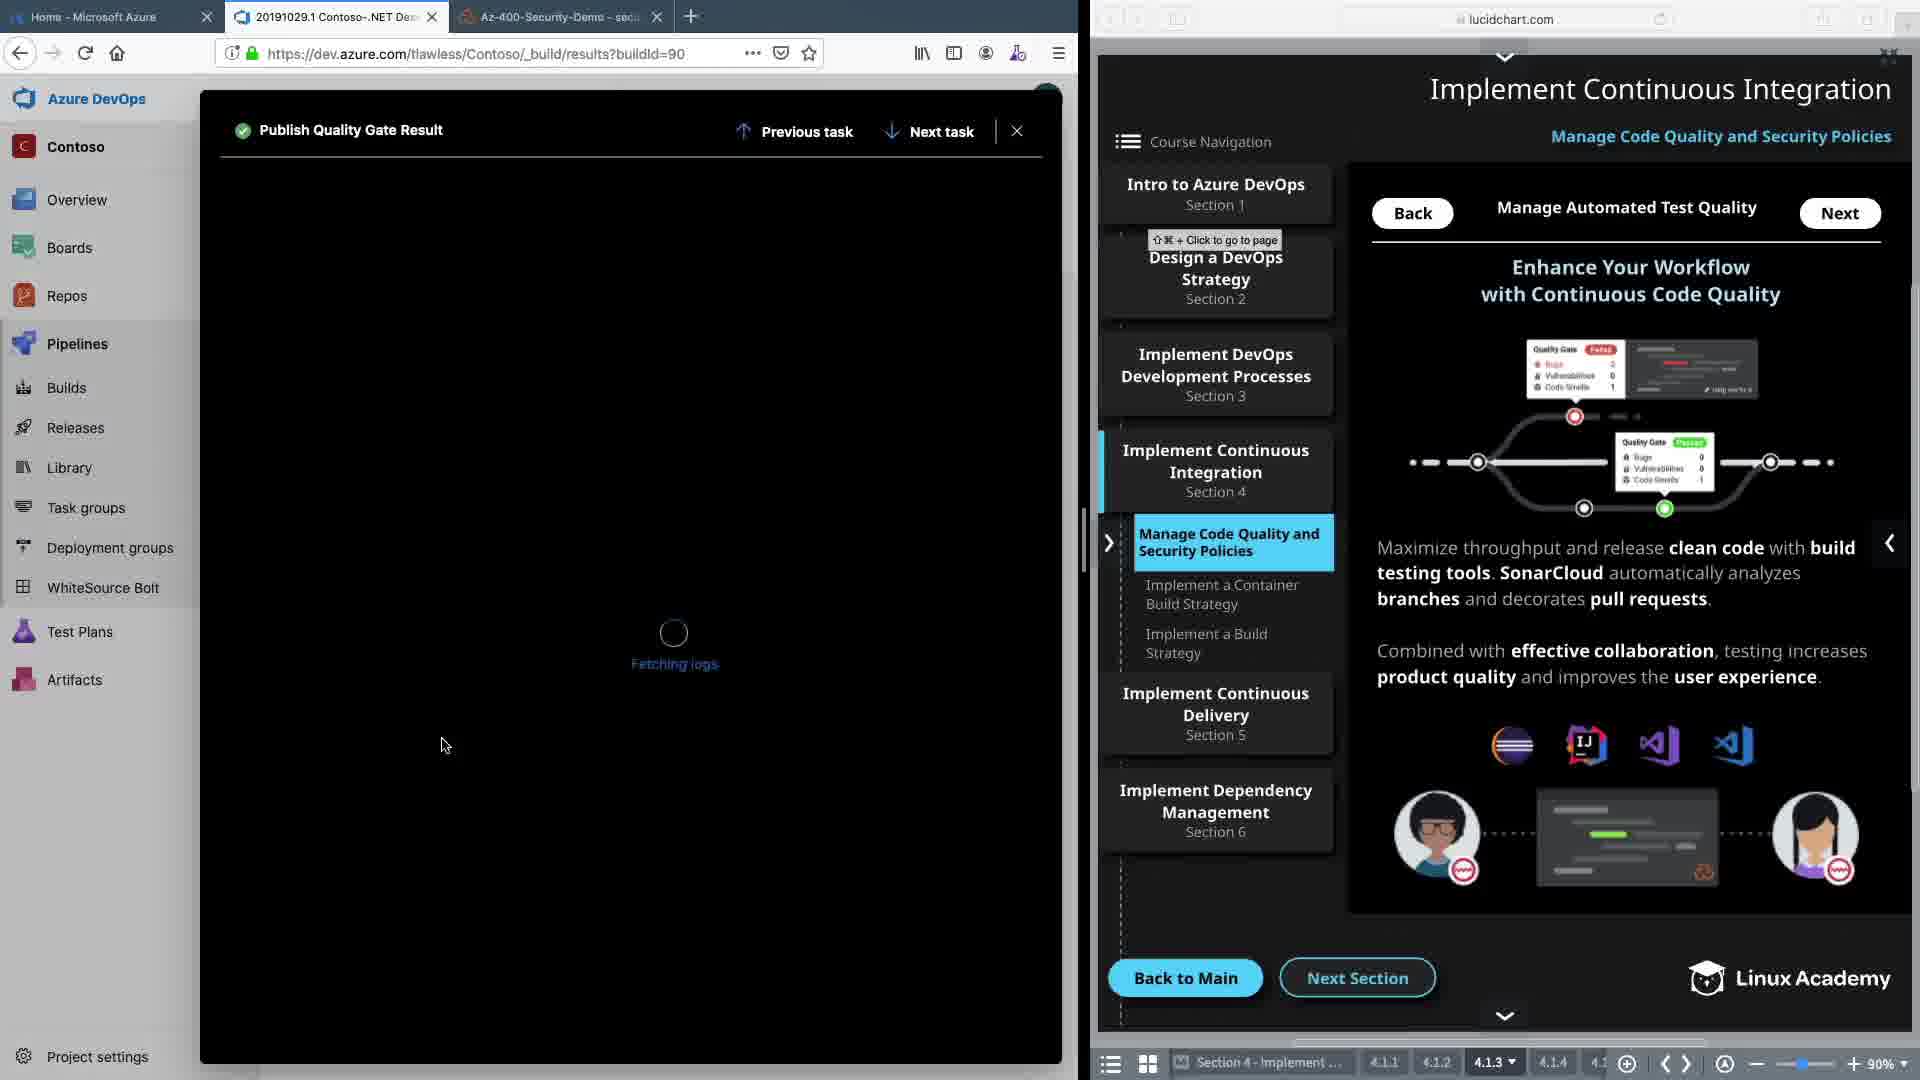 Home - Microsoft Azure
20191029.1 Contoso-.NET Des
Az-400-Security-Demo - secu
https://dev.azure.com/tlawless/Contoso/_build/results?buildId=90
Azure DevOps
Contoso
Overview
Boards
Repos
Pipelines
Builds
Releases
Library
Task groups
Deployment groups
WhiteSource Bolt
Test Plans
Artifacts
Project settings
Publish Quality Gate Result
Previous task
Next task
Fetching logs
lucidchart.com
Implement Continuous Integration
Manage Code Quality and Security Policies
Course Navigation
Intro to Azure DevOps
Section 1
⇧⌘ + Click to go to page
Design a DevOps
Strategy
Section 2
Implement DevOps
Development Processes
Section 3
Implement Continuous
Integration
Section 4
Manage Code Quality and
Security Policies
Implement a Container
Build Strategy
Implement a Build
Strategy
Implement Continuous
Delivery
Section 5
Implement Dependency
Management
Section 6
Back
Manage Automated Test Quality
Next
Enhance Your Workflow
with Continuous Code Quality
Quality Gate Failed
Bugs
Vulnerabilities 0
Code Smells 1
Quality Gate Passed
Bugs 0
Vulnerabilities 0
Code Smells 1
Maximize throughput and release clean code with build
testing tools. SonarCloud automatically analyzes
branches and decorates pull requests.
Combined with effective collaboration, testing increases
product quality and improves the user experience.
IJ
Back to Main
Next Section
Linux Academy
Section 4 - Implement ...
4.1.1
4.1.2
4.1.3
4.1.4
90%